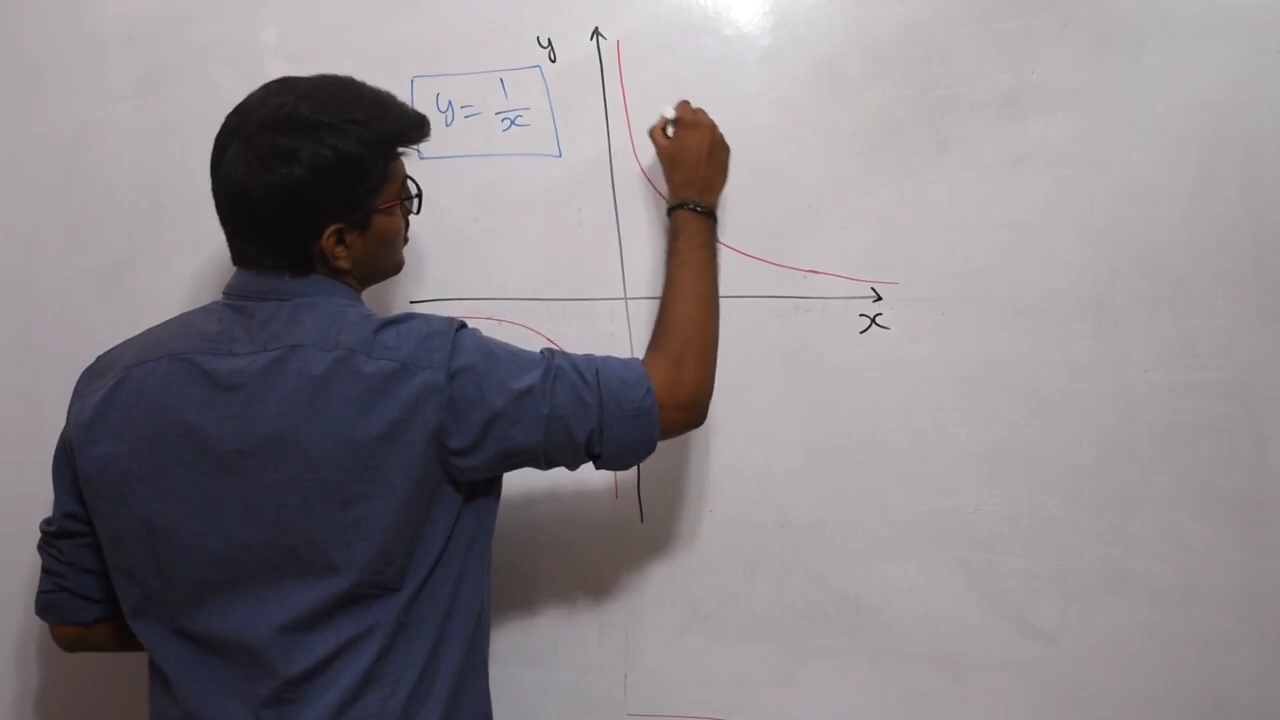 y
y = 1/x
x